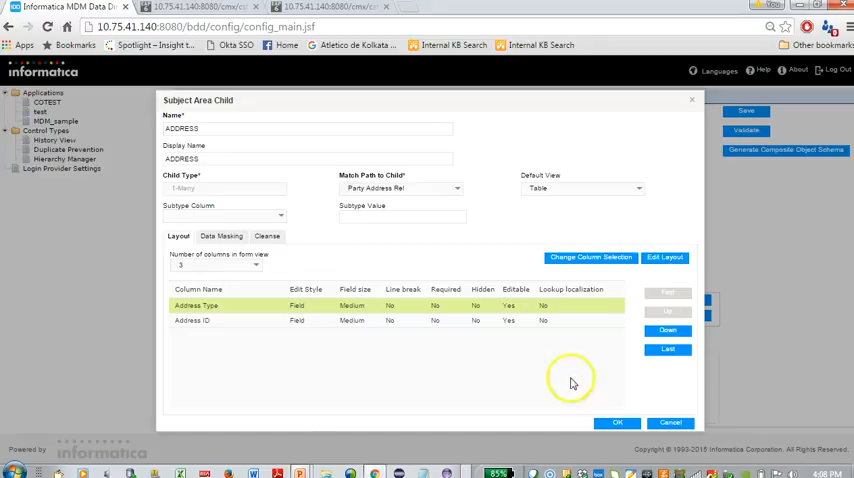 Informatica MDM Data Dir
10.75.41.140:8080/cmx/cs
10.75.41.140:8080/cmx/cs
10.75.41.140:8080/bdd/config/config_main.jsf
Apps
Bookmarks
Spotlight – Insight t
Okta SSO
Home
Atletico de Kolkata
Internal KB Search
Internal KB Search
Other bookmarks
Informatica
Languages
Help
About
Log Out
Applications
COTEST
test
MDM_sample
Control Types
History View
Duplicate Prevention
Hierarchy Manager
Login Provider Settings
Save
Validate
Generate Composite Object Schema
Subject Area Child
Name*
ADDRESS
Display Name
ADDRESS
Child Type* Match Path to Child* Default View
1-Many Party Address Rel Table
Subtype Column Subtype Value
Layout Data Masking Cleanse
Number of columns in form view
3
Change Column Selection Edit Layout
Column Name Edit Style Field size Line break Required Hidden Editable Lookup localization
Address Type Field Medium No No No Yes No
Address ID Field Medium No No No Yes No
First
Up
Down
Last
OK Cancel
Powered by informatica
Copyright © 1993-2015 Informatica Corporation. All Rights Reserved.
85%
4:08 PM